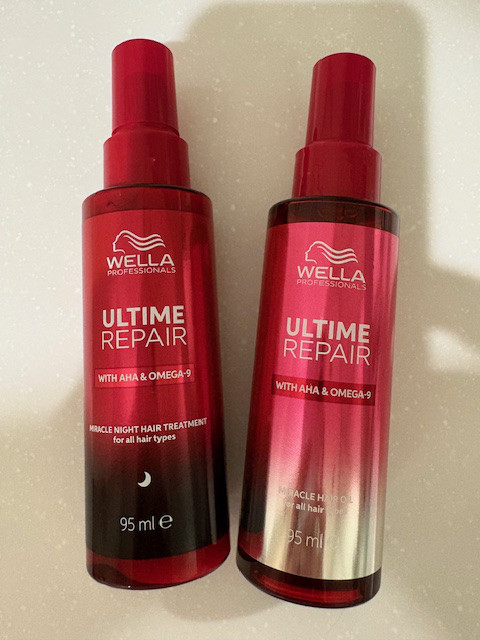 WELLA
PROFESSIONALS
ULTIME
REPAIR
WITH AHA & OMEGA-9
MIRACLE NIGHT HAIR TREATMENT
for all hair types
95 ml ℮
WELLA
PROFESSIONALS
ULTIME
REPAIR
WITH AHA & OMEGA-9
MIRACLE HAIR OIL
for all hair types
95 ml ℮